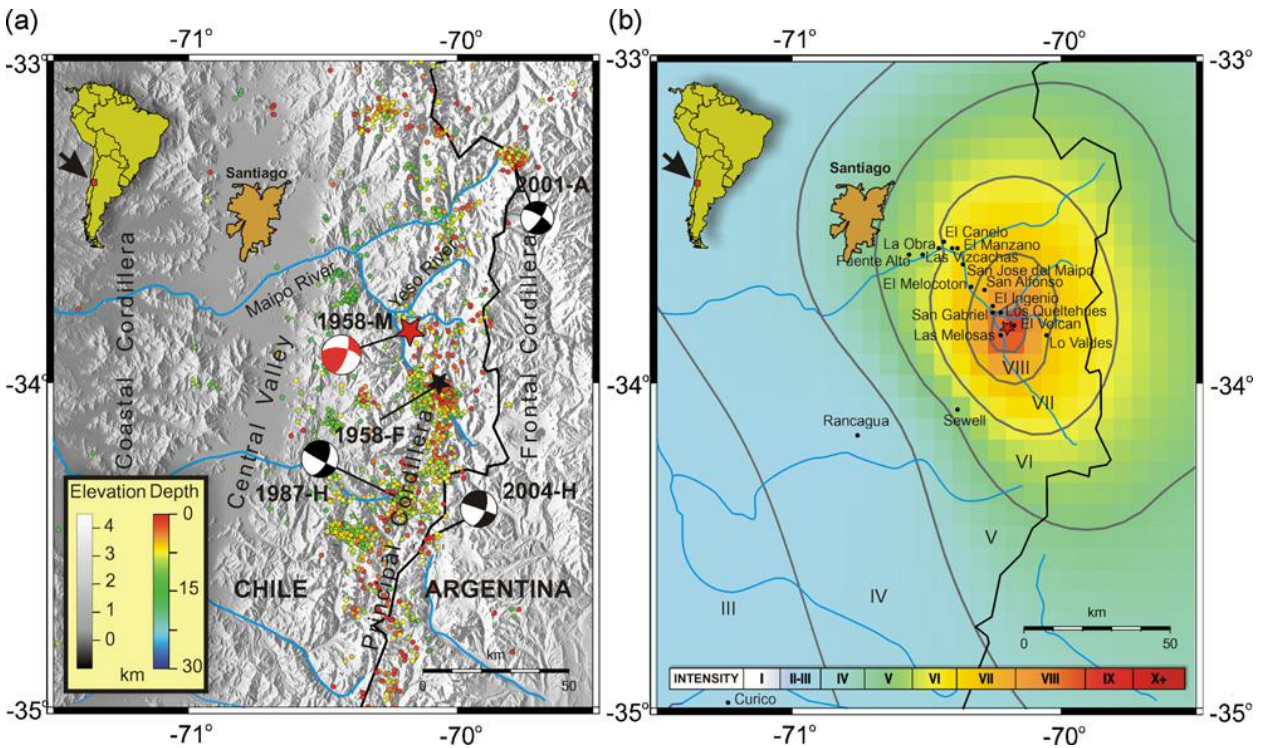 (a)
-71°
-70°
-33°
Santiago
2001-A
Maipo River
Yeso River
1958-M
-34°
Coastal Cordillera
Central Valley
Principal Cordillera
Frontal Cordillera
1958-F
1987-H
2004-H
Elevation Depth
4
3
2
1
0
km
0
-15
30
CHILE
ARGENTINA
km
0
50
-35°
-71°
-70°
(b)
-71°
-70°
-33°
-33°
Santiago
El Canelo
La Obra
El Manzano
Puente Alto
Las Vizcachas
San Jose del Maipo
El Melocoton
San Alfonso
El Ingenio
San Gabriel
Los Queltehues
El Volcan
Las Melosas
Lo Valdes
-34°
-34°
VIII
VII
Rancagua
Sewell
VI
V
IV
III
km
0
50
INTENSITY I II-III IV V VI VII VIII IX X+
Curico
-35°
-35°
-71°
-70°